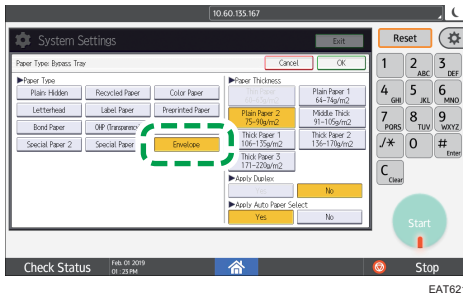 10.60.135.167
System Settings
Exit
Paper Type: Bypass Tray
Cancel
OK
▶Paper Type
Plain: Hidden
Recycled Paper
Color Paper
Letterhead
Label Paper
Preprinted Paper
Bond Paper
OHP (Transparency)
Special Paper 2
Special Paper
Envelope
▶Paper Thickness
Thin Paper
Plain Paper 1
64-74g/m2
Plain Paper 2
75-90g/m2
Middle Thick
91-105g/m2
Thick Paper 1
106-135g/m2
Thick Paper 2
136-170g/m2
Thick Paper 3
171-220g/m2
▶Apply Duplex
Yes
No
▶Apply Auto Paper Select
Yes
No
Reset
1
2 ABC
3 DEF
4 GHI
5 JKL
6 MNO
7 PQRS
8 TUV
9 WXYZ
./*
0
# Enter
C Clear
Start
Check Status
Feb. 01 2019
01:23 PM
Stop
EAT62